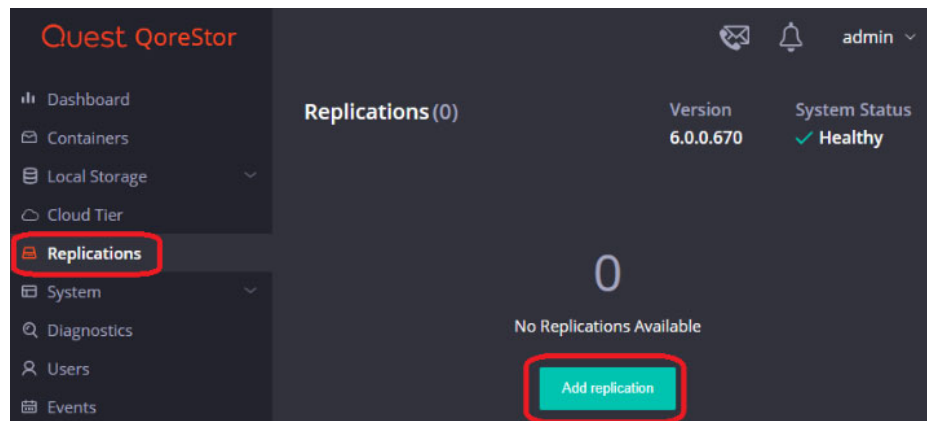 Quest QoreStor
admin
Dashboard
Containers
Local Storage
Cloud Tier
Replications
System
Diagnostics
Users
Events
Replications (0)
Version
6.0.0.670
System Status
Healthy
0
No Replications Available
Add replication